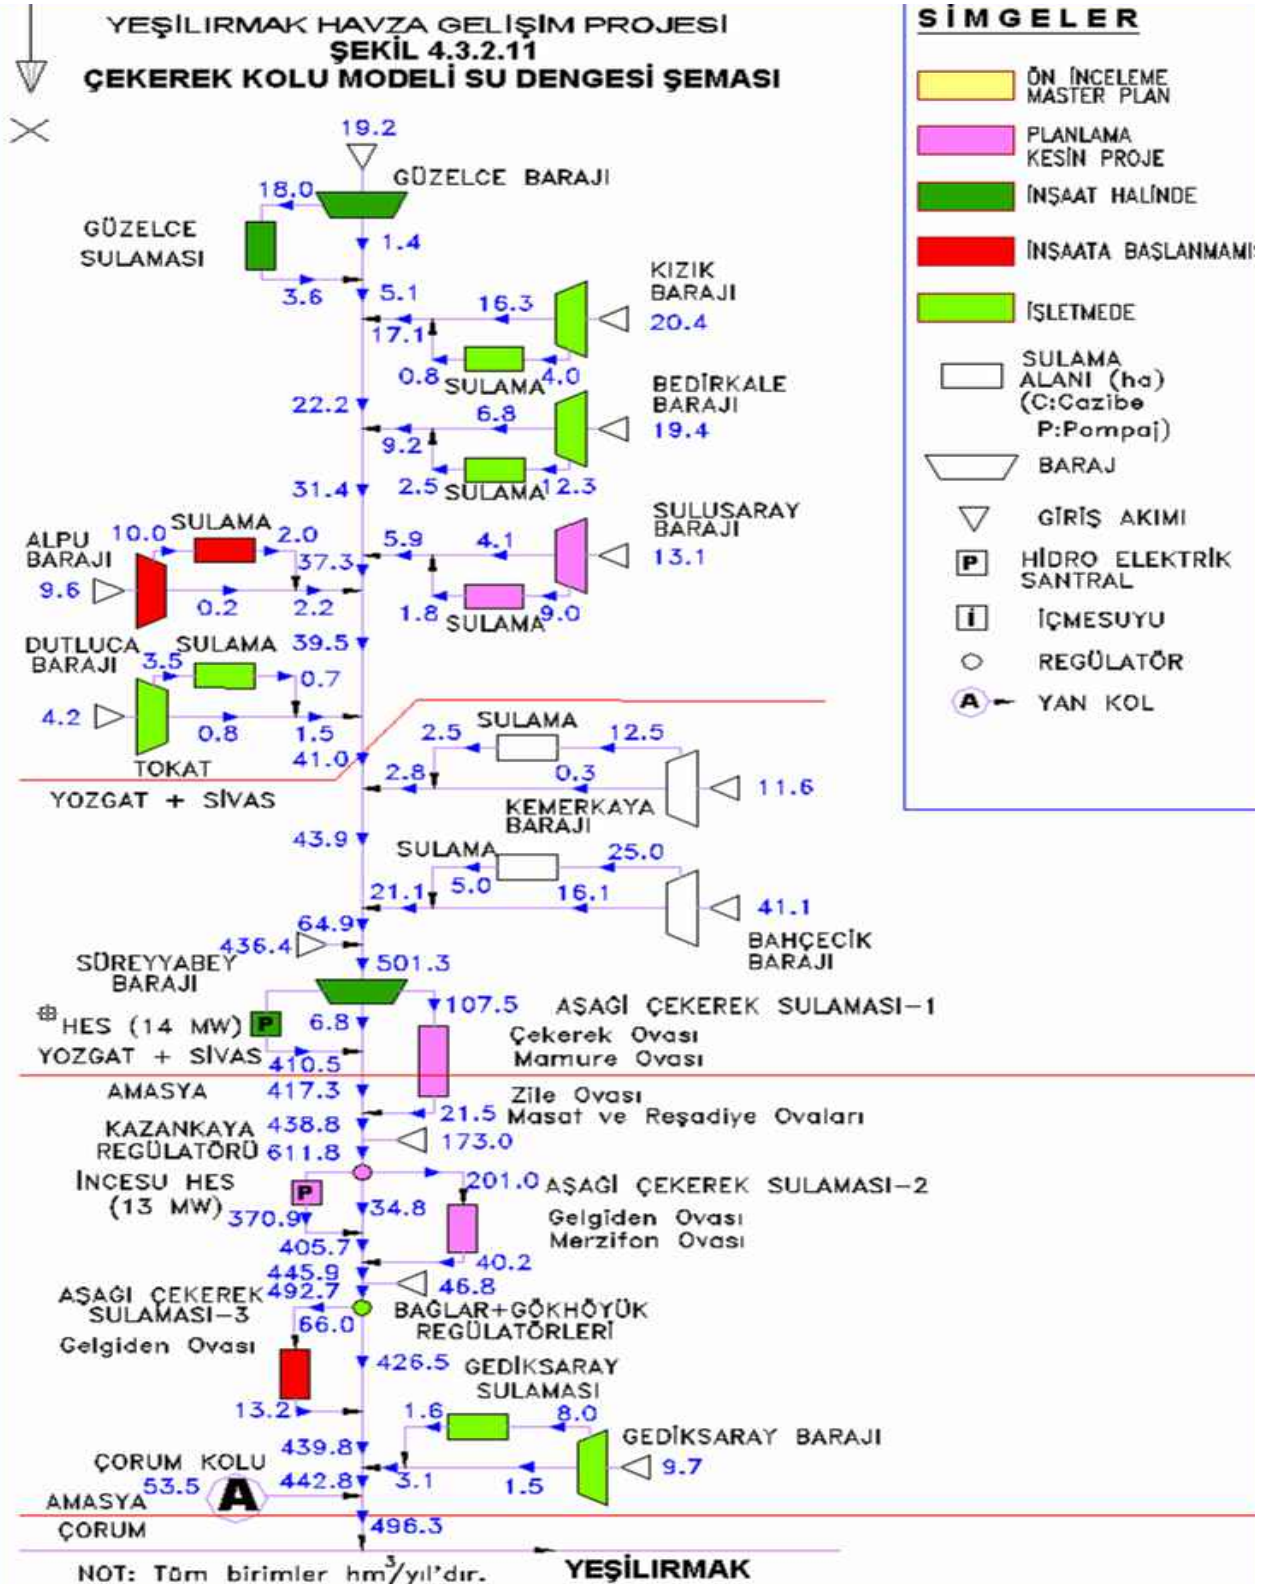 YEŞİLIRMAK HAVZA GELİŞİM PROJESİ
ŞEKİL 4.3.2.11
ÇEKEREK KOLU MODELİ SU DENGESİ ŞEMASI
19.2
GÜZELCE BARAJI
18.0
GÜZELCE
SULAMASI
1.4
3.6
5.1
KIZIK
BARAJI
16.3
20.4
17.1
0.8
SULAMA
4.0
22.2
BEDİRKALE
BARAJI
6.8
19.4
9.2
2.5
SULAMA
12.3
31.4
SULUSARAY
BARAJI
5.9
4.1
13.1
1.8
SULAMA
9.0
ALPU
BARAJI
10.0
SULAMA
2.0
37.3
9.6
0.2
2.2
39.5
DUTLUCA
BARAJI
3.5
SULAMA
0.7
4.2
0.8
1.5
41.0
TOKAT
YOZGAT + SİVAS
SULAMA
2.5
12.5
2.8
0.3
11.6
KEMERKAYA
BARAJI
43.9
SULAMA
25.0
5.0
21.1
16.1
41.1
BAHÇECİK
BARAJI
64.9
436.4
501.3
SÜREYYABEY
BARAJI
107.5
AŞAĞİ ÇEKEREK SULAMASI-1
Çekerek Ovası
Mamure Ovası
HES (14 MW)
P
6.8
YOZGAT + SİVAS
410.5
AMASYA
417.3
Zile Ovası
Masat ve Reşadiye Ovaları
21.5
438.8
KAZANKAYA
REGÜLATÖRÜ
173.0
611.8
İNCESU HES
(13 MW)
P
201.0
AŞAĞİ ÇEKEREK SULAMASI-2
Gelgiden Ovası
Merzifon Ovası
34.8
370.9
405.7
40.2
445.9
46.8
492.7
AŞAĞI ÇEKEREK
SULAMASI-3
Gelgiden Ovası
66.0
BAĞLAR+GÖKHÖYÜK
REGÜLATÖRLERİ
426.5
GEDİKSARAY
SULAMASI
13.2
1.6
8.0
439.8
GEDİKSARAY BARAJI
9.7
3.1
1.5
ÇORUM KOLU
53.5
A
442.8
AMASYA
ÇORUM
496.3
YEŞİLIRMAK
NOT: Tüm birimler hm³/yıl'dır.
SİMGELER
ÖN İNCELEME
MASTER PLAN
PLANLAMA
KESİN PROJE
İNŞAAT HALİNDE
İNŞAATA BAŞLANMAMIŞ
İŞLETMEDE
SULAMA
ALANI (ha)
(C:Cazibe
P:Pompaj)
BARAJ
GİRİŞ AKIMI
P
HİDRO ELEKTRİK
SANTRAL
İ
İÇMESUYU
REGÜLATÖR
A
YAN KOL